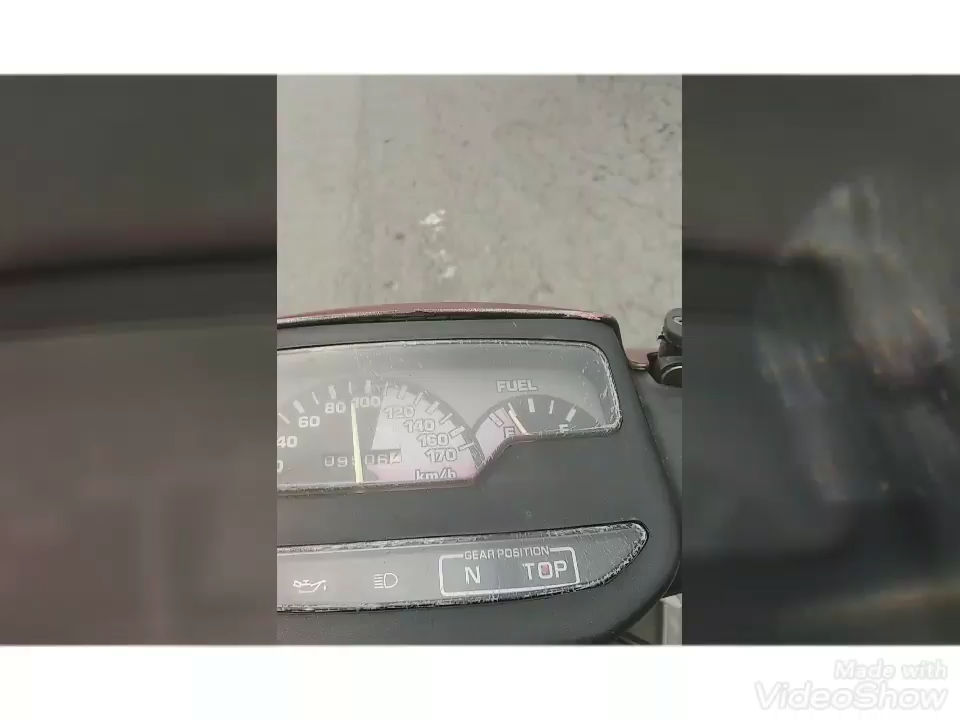 FUEL
80 100
120
60
140
40
160
170
E
F
km/h
GEAR POSITION
N TOP
Made with
VideoShow